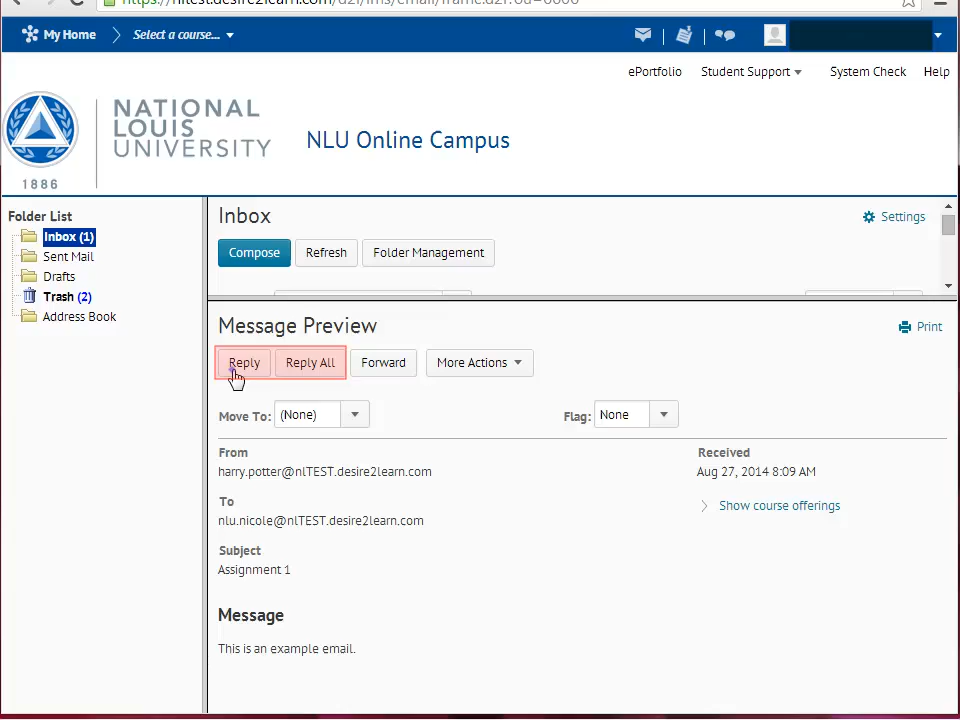 My Home
Select a course...
ePortfolio
Student Support
System Check
Help
NATIONAL
LOUIS
UNIVERSITY
1886
NLU Online Campus
Folder List
Inbox (1)
Sent Mail
Drafts
Trash (2)
Address Book
Inbox
Settings
Compose
Refresh
Folder Management
Message Preview
Print
Reply
Reply All
Forward
More Actions
Move To:
(None)
Flag:
None
From
harry.potter@nlTEST.desire2learn.com
Received
Aug 27, 2014 8:09 AM
To
nlu.nicole@nlTEST.desire2learn.com
Show course offerings
Subject
Assignment 1
Message
This is an example email.